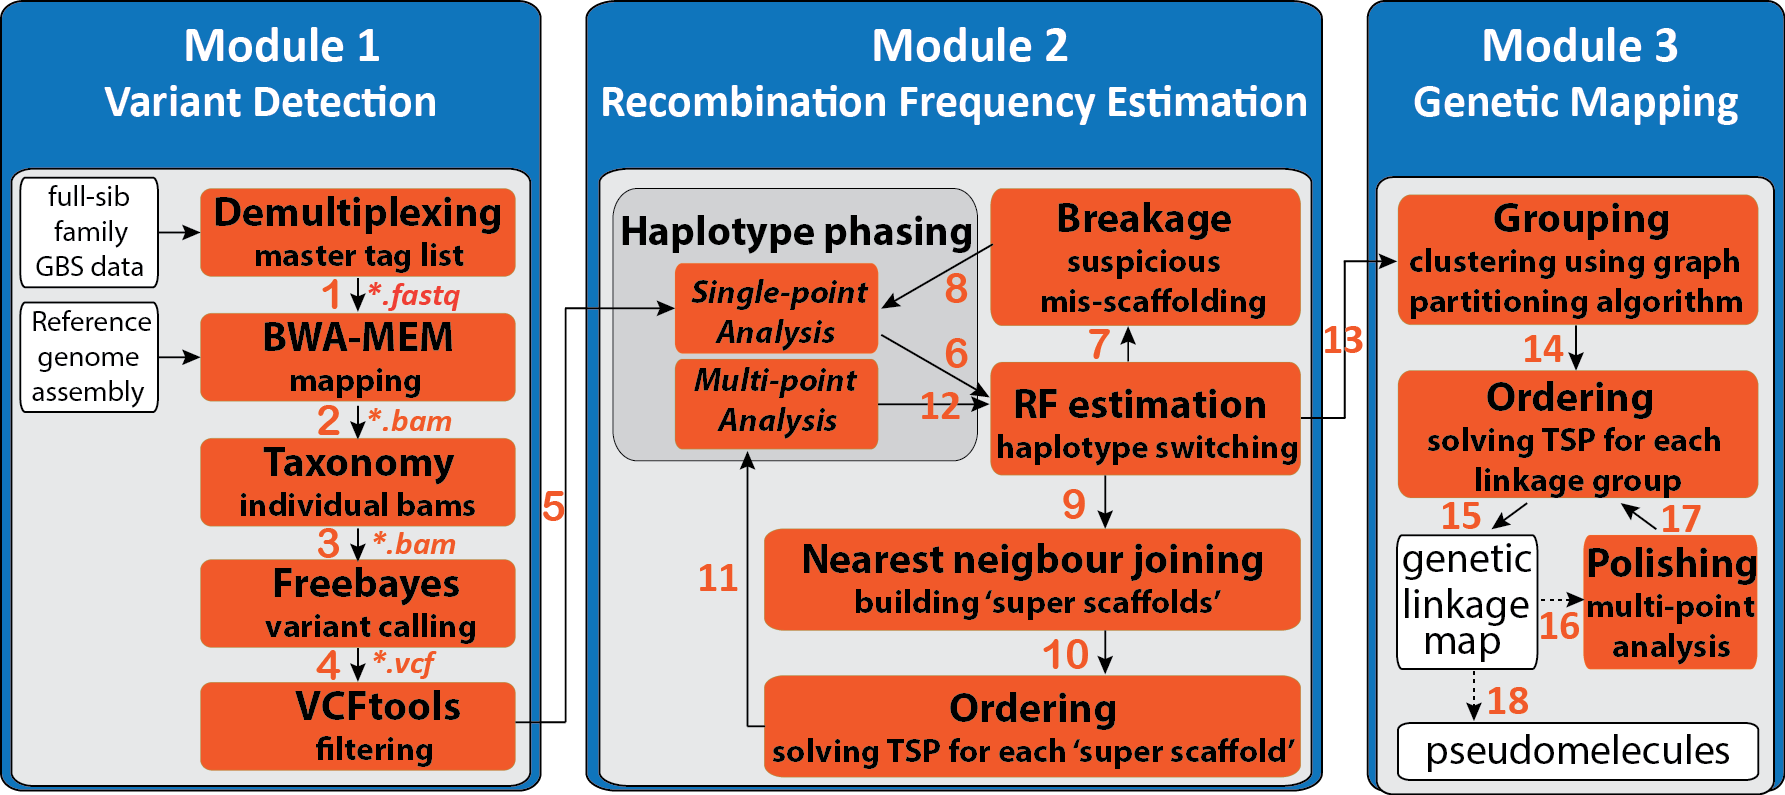 Module 1
Variant Detection
full-sib
family
GBS data
Demultiplexing
master tag list
1 *.fastq
Reference
genome
assembly
BWA-MEM
mapping
2 *.bam
Taxonomy
individual bams
3 *.bam
Freebayes
variant calling
4 *.vcf
VCFtools
filtering
5
Module 2
Recombination Frequency Estimation
Haplotype phasing
Single-point
Analysis
Multi-point
Analysis
Breakage
suspicious
mis-scaffolding
8
6
7
12
RF estimation
haplotype switching
9
Nearest neigbour joining
building ‘super scaffolds’
11
10
Ordering
solving TSP for each ‘super scaffold’
13
Module 3
Genetic Mapping
Grouping
clustering using graph
partitioning algorithm
14
Ordering
solving TSP for each
linkage group
15
17
genetic
linkage
map
16
Polishing
multi-point
analysis
18
pseudomelecules